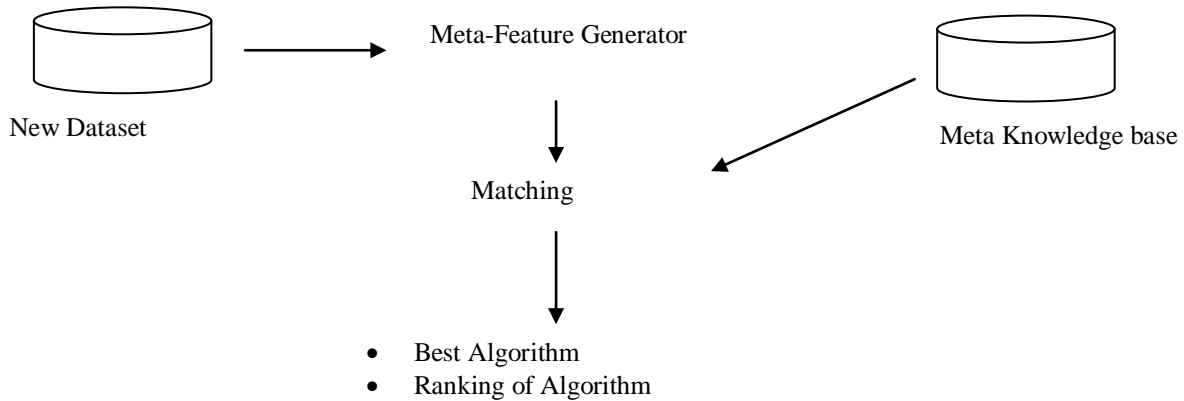 Meta-Feature Generator
New Dataset
Meta Knowledge base
Matching
• Best Algorithm
• Ranking of Algorithm